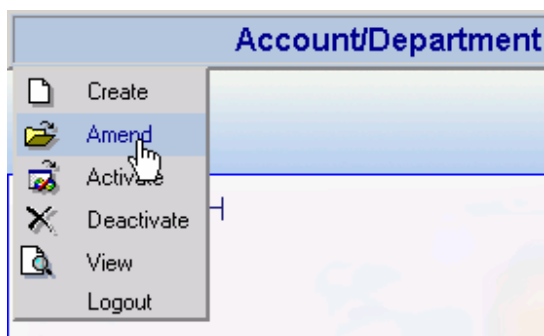 Account/Department
Create
Amend
Activate
Deactivate
View
Logout